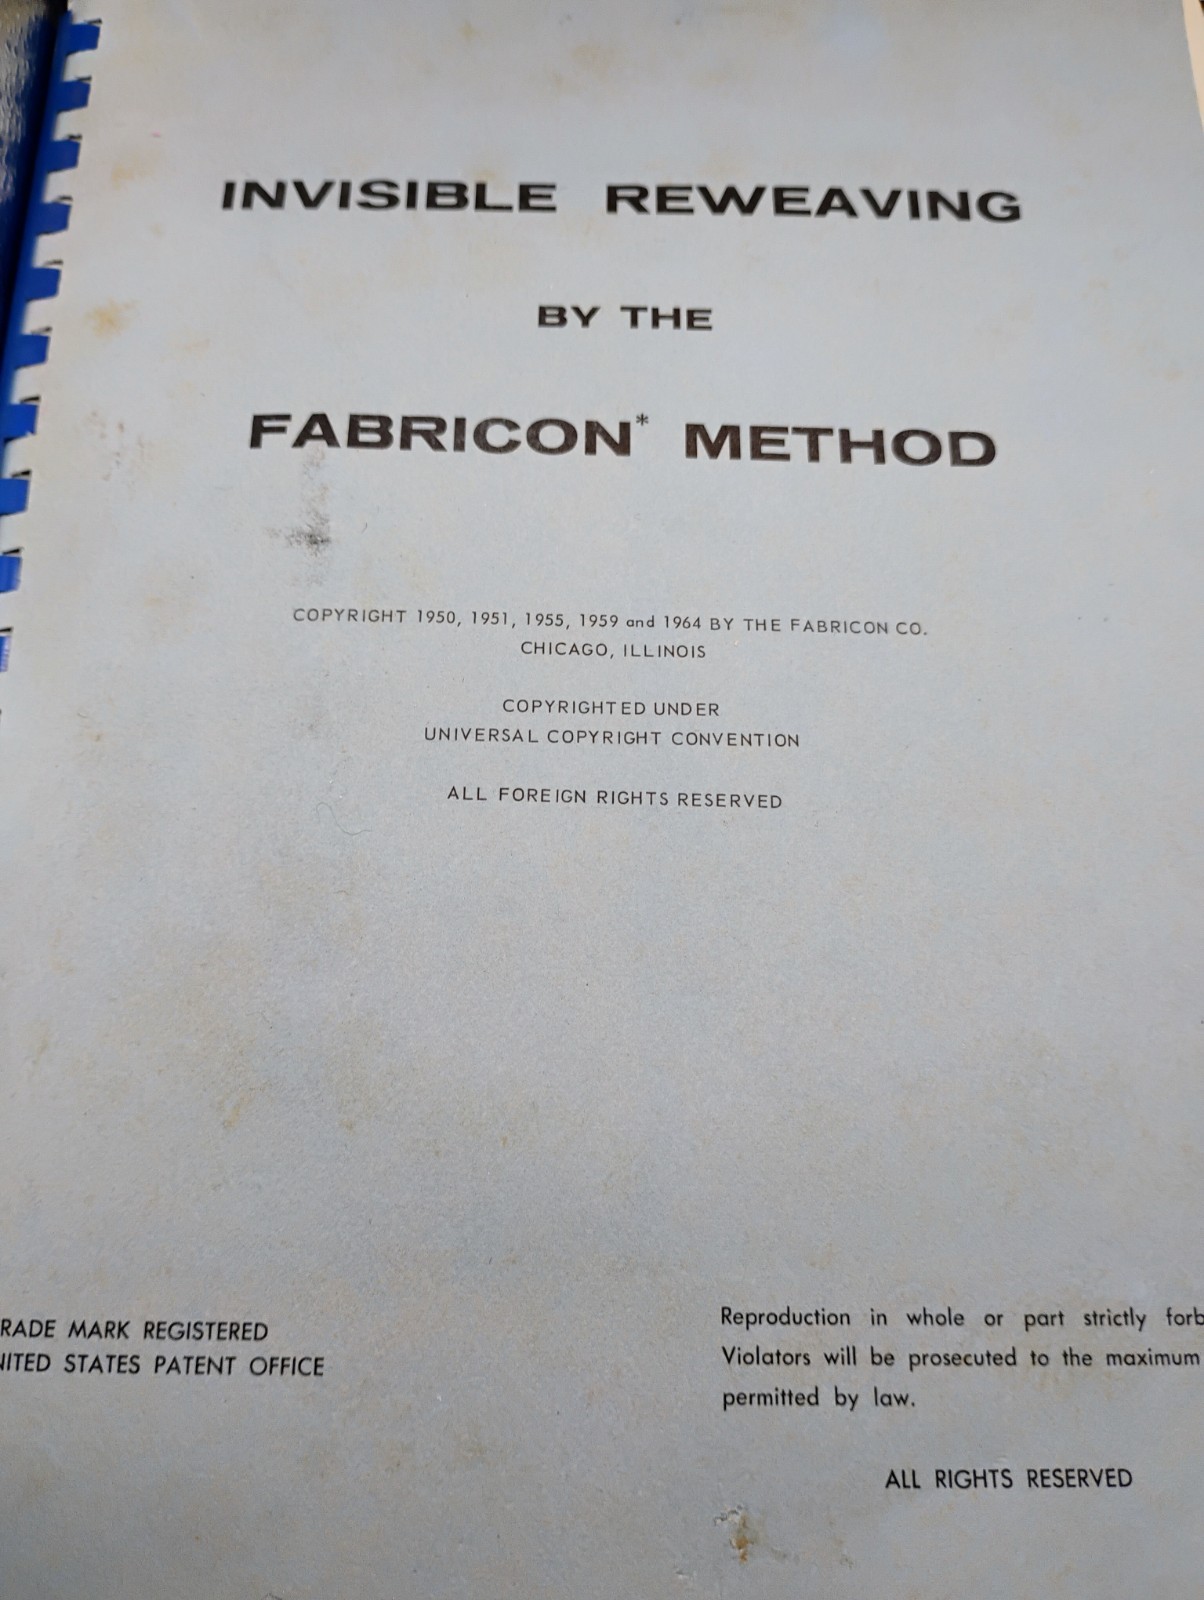 INVISIBLE REWEAVING
BY THE
FABRICON* METHOD
COPYRIGHT 1950, 1951, 1955, 1959 and 1964 BY THE FABRICON CO.
CHICAGO, ILLINOIS
COPYRIGHTED UNDER
UNIVERSAL COPYRIGHT CONVENTION
ALL FOREIGN RIGHTS RESERVED
RADE MARK REGISTERED
NITED STATES PATENT OFFICE
Reproduction in whole or part strictly forb
Violators will be prosecuted to the maximum
permitted by law.
ALL RIGHTS RESERVED